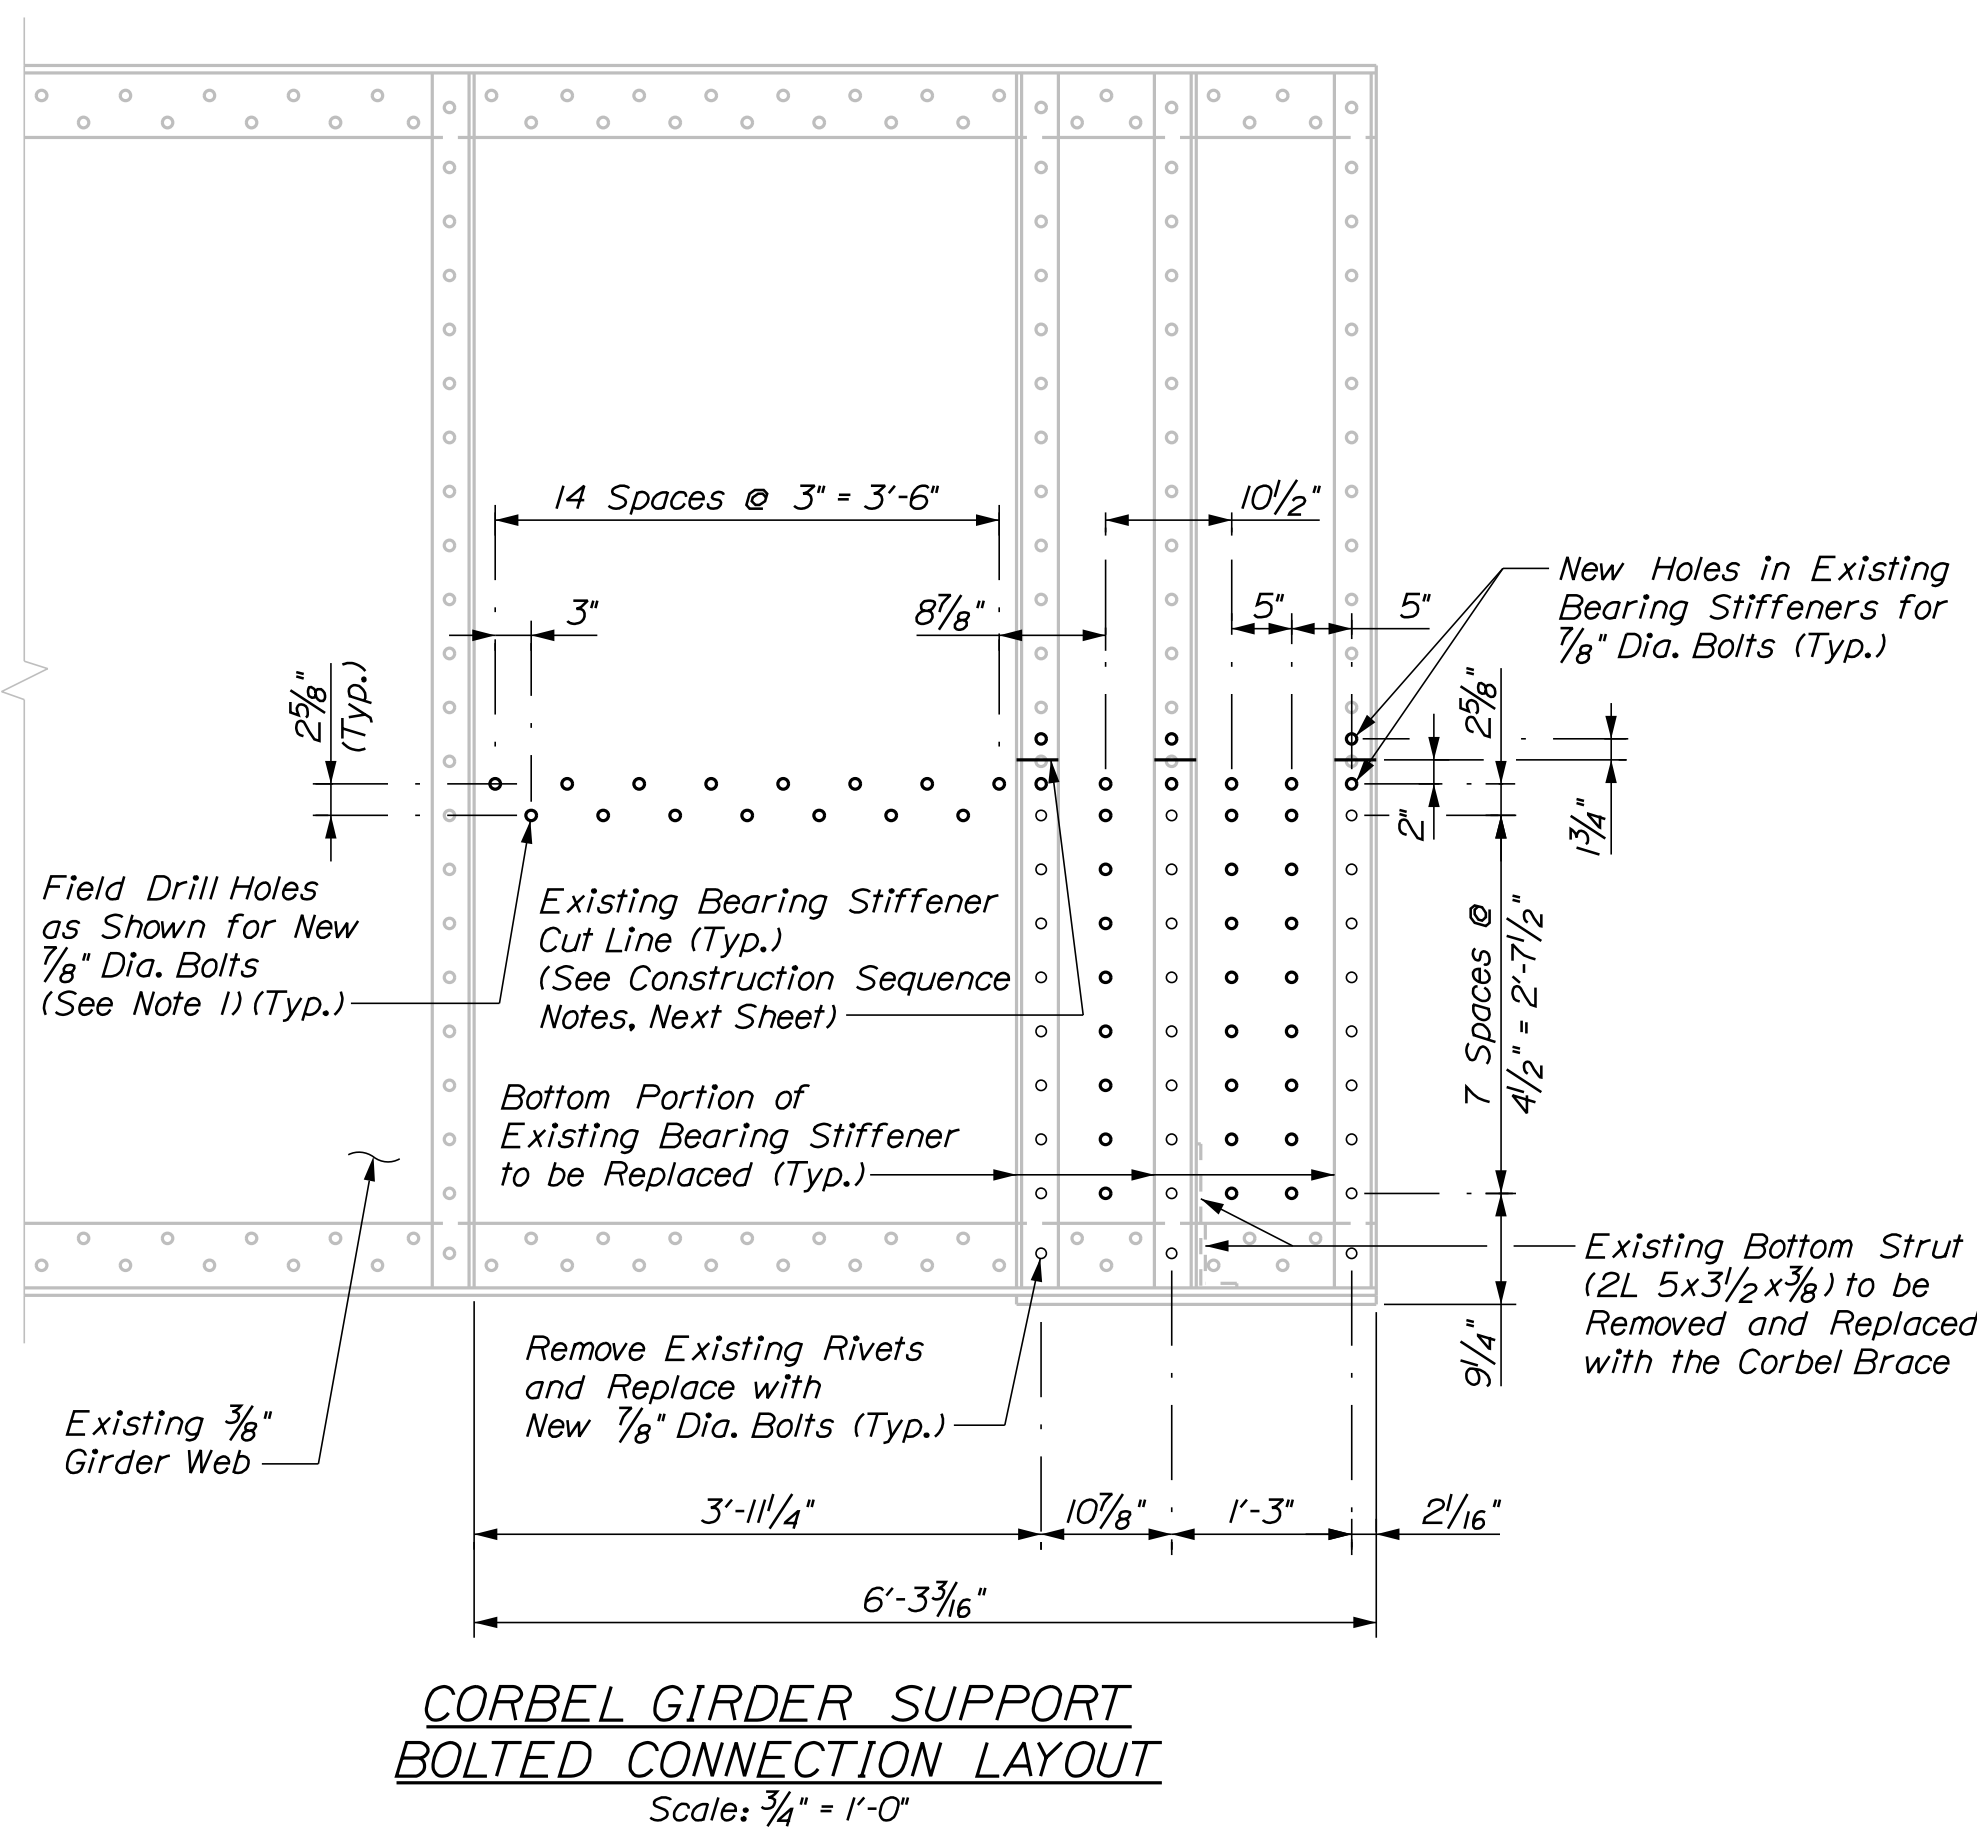 14 Spaces @ 3" = 3'-6"
10½"
3"
8⅞"
5"
5"
New Holes in Existing
Bearing Stiffeners for
⅞" Dia. Bolts (Typ.)
2⅝"
(Typ.)
2⅝"
2"
1¾"
Field Drill Holes
as Shown for New
⅞" Dia. Bolts
(See Note 1) (Typ.)
Existing Bearing Stiffener
Cut Line (Typ.)
(See Construction Sequence
Notes, Next Sheet)
7 Spaces @
4½" = 2'-7½"
Bottom Portion of
Existing Bearing Stiffener
to be Replaced (Typ.)
Existing Bottom Strut
(2L 5x3½x⅜) to be
Removed and Replaced
with the Corbel Brace
9¼"
Remove Existing Rivets
and Replace with
New ⅞" Dia. Bolts (Typ.)
Existing ⅜"
Girder Web
3'-11¼"
10⅞"
1'-3"
2 1/16"
6'-3 3/16"
CORBEL GIRDER SUPPORT
BOLTED CONNECTION LAYOUT
Scale: ¾" = 1'-0"